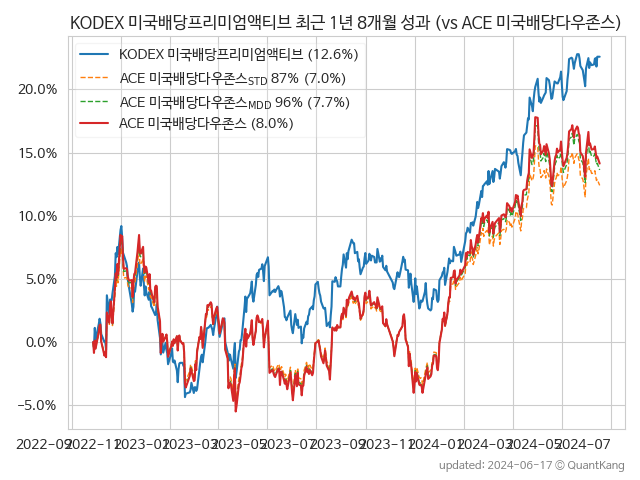 KODEX 미국배당프리미엄액티브 최근 1년 8개월 성과 (vs ACE 미국배당다우존스)
KODEX 미국배당프리미엄액티브 (12.6%)
ACE 미국배당다우존스STD 87% (7.0%)
ACE 미국배당다우존스MDD 96% (7.7%)
ACE 미국배당다우존스 (8.0%)
20.0%
15.0%
10.0%
5.0%
0.0%
−5.0%
2022-09 2022-11 2023-01 2023-03 2023-05 2023-07 2023-09 2023-11 2024-01 2024-03 2024-05 2024-07
updated: 2024-06-17 © QuantKang